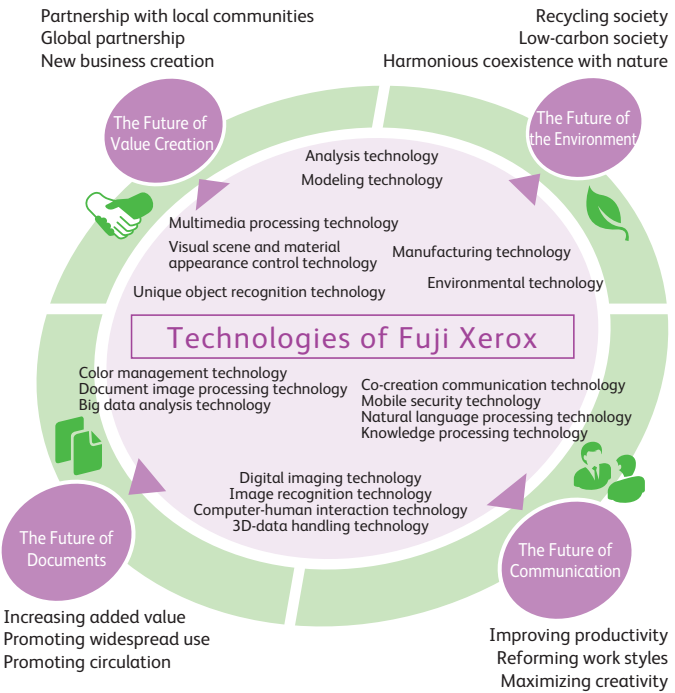 Partnership with local communities
Global partnership
New business creation
Recycling society
Low-carbon society
Harmonious coexistence with nature
The Future of
Value Creation
The Future of
the Environment
Analysis technology
Modeling technology
Multimedia processing technology
Visual scene and material
appearance control technology
Unique object recognition technology
Manufacturing technology
Environmental technology
Technologies of Fuji Xerox
Color management technology
Document image processing technology
Big data analysis technology
Co-creation communication technology
Mobile security technology
Natural language processing technology
Knowledge processing technology
Digital imaging technology
Image recognition technology
Computer-human interaction technology
3D-data handling technology
The Future of
Documents
The Future of
Communication
Increasing added value
Promoting widespread use
Promoting circulation
Improving productivity
Reforming work styles
Maximizing creativity